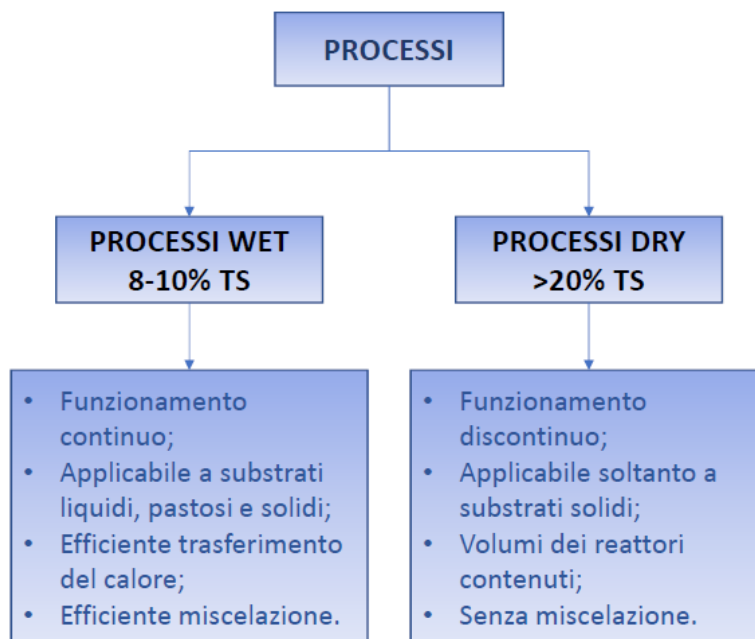 PROCESSI
PROCESSI WET
8-10% TS
PROCESSI DRY
>20% TS
• Funzionamento
continuo;
• Applicabile a substrati
liquidi, pastosi e solidi;
• Efficiente trasferimento
del calore;
• Efficiente miscelazione.
• Funzionamento
discontinuo;
• Applicabile soltanto a
substrati solidi;
• Volumi dei reattori
contenuti;
• Senza miscelazione.